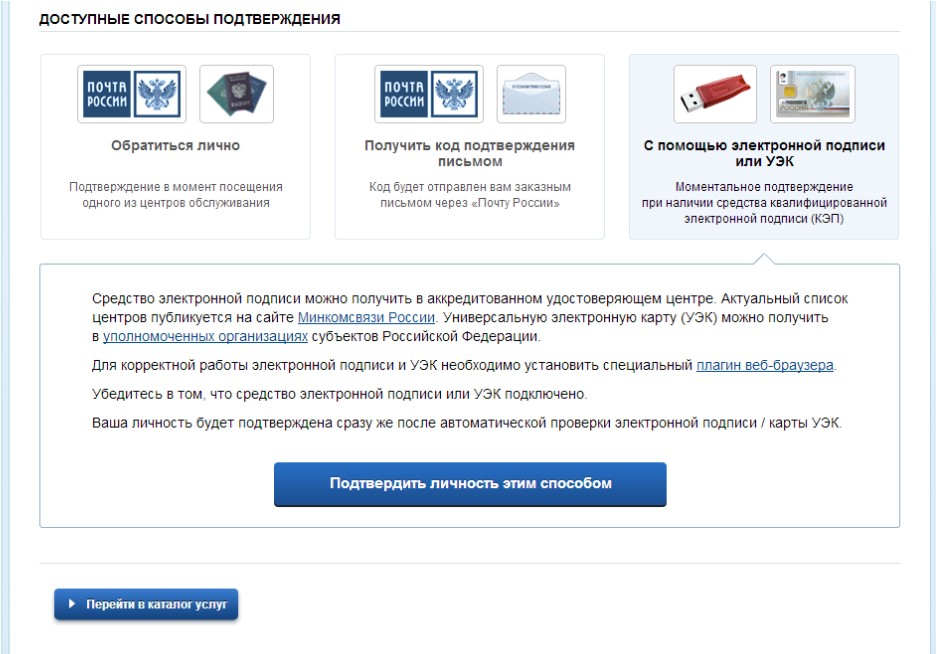 ДОСТУПНЫЕ СПОСОБЫ ПОДТВЕРЖДЕНИЯ
ПОЧТА
РОССИИ
Обратиться лично
Подтверждение в момент посещения
одного из центров обслуживания
ПОЧТА
РОССИИ
Получить код подтверждения
письмом
Код будет отправлен вам заказным
письмом через «Почту России»
С помощью электронной подписи
или УЭК
Моментальное подтверждение
при наличии средства квалифицированной
электронной подписи (КЭП)
Средство электронной подписи можно получить в аккредитованном удостоверяющем центре. Актуальный список
центров публикуется на сайте Минкомсвязи России. Универсальную электронную карту (УЭК) можно получить
в уполномоченных организациях субъектов Российской Федерации.
Для корректной работы электронной подписи и УЭК необходимо установить специальный плагин веб-браузера.
Убедитесь в том, что средство электронной подписи или УЭК подключено.
Ваша личность будет подтверждена сразу же после автоматической проверки электронной подписи / карты УЭК.
Подтвердить личность этим способом
Перейти в каталог услуг